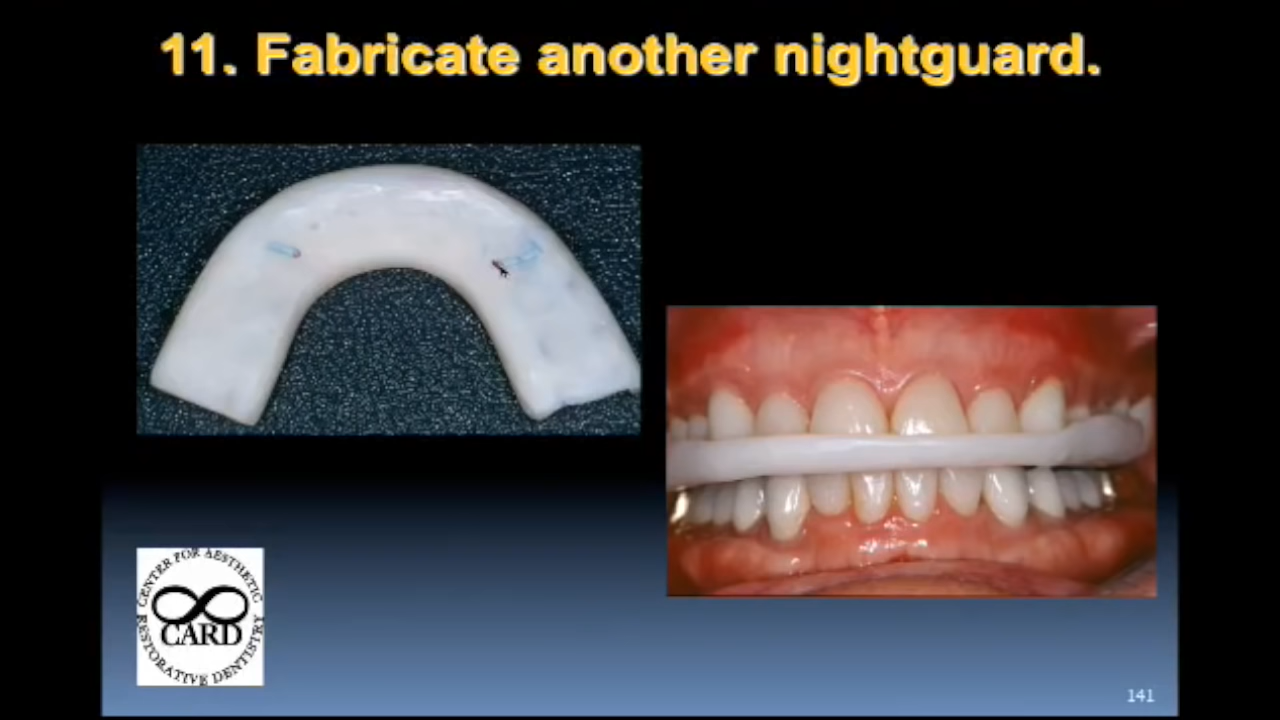 11. Fabricate another nightguard.
CENTER FOR AESTHETIC
CARD
RESTORATIVE DENTISTRY
141